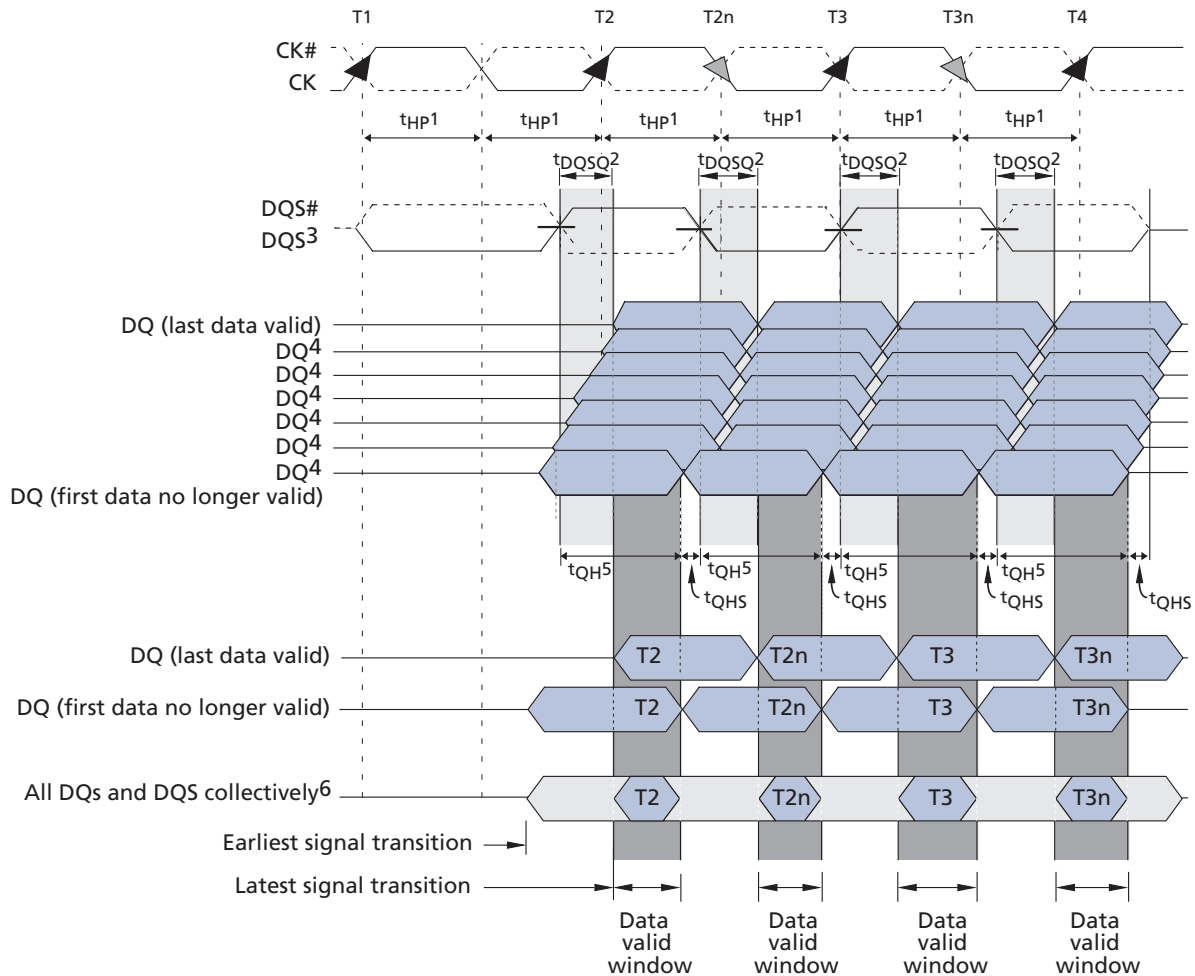 T1 T2 T2n T3 T3n T4
CK#
CK
tHP1 tHP1 tHP1 tHP1 tHP1 tHP1
tDQSQ2 tDQSQ2 tDQSQ2 tDQSQ2
DQS#
DQS3
DQ (last data valid)
DQ4
DQ4
DQ4
DQ4
DQ4
DQ4
DQ (first data no longer valid)
tQH5 tQH5 tQH5 tQH5
tQHS tQHS tQHS tQHS
DQ (last data valid) T2 T2n T3 T3n
DQ (first data no longer valid) T2 T2n T3 T3n
All DQs and DQS collectively6 T2 T2n T3 T3n
Earliest signal transition
Latest signal transition
Data valid window
Data valid window
Data valid window
Data valid window